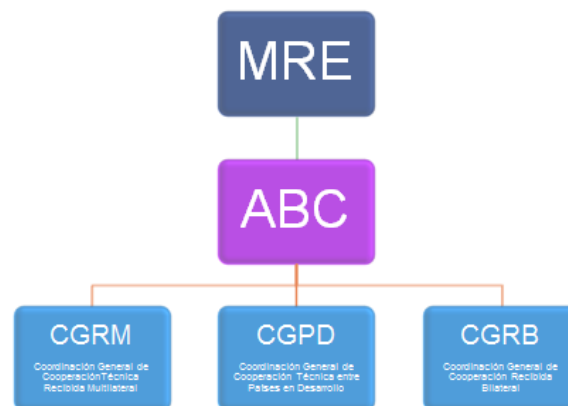 MRE
ABC
CGRM
Coordinación General de
CooperaciónTécnica
Recibida Multilateral
CGPD
Coordinación General de
Cooperación Técnica entre
Países en Desarrollo
CGRB
Coordinación General de
Cooperación Recibida
Bilateral